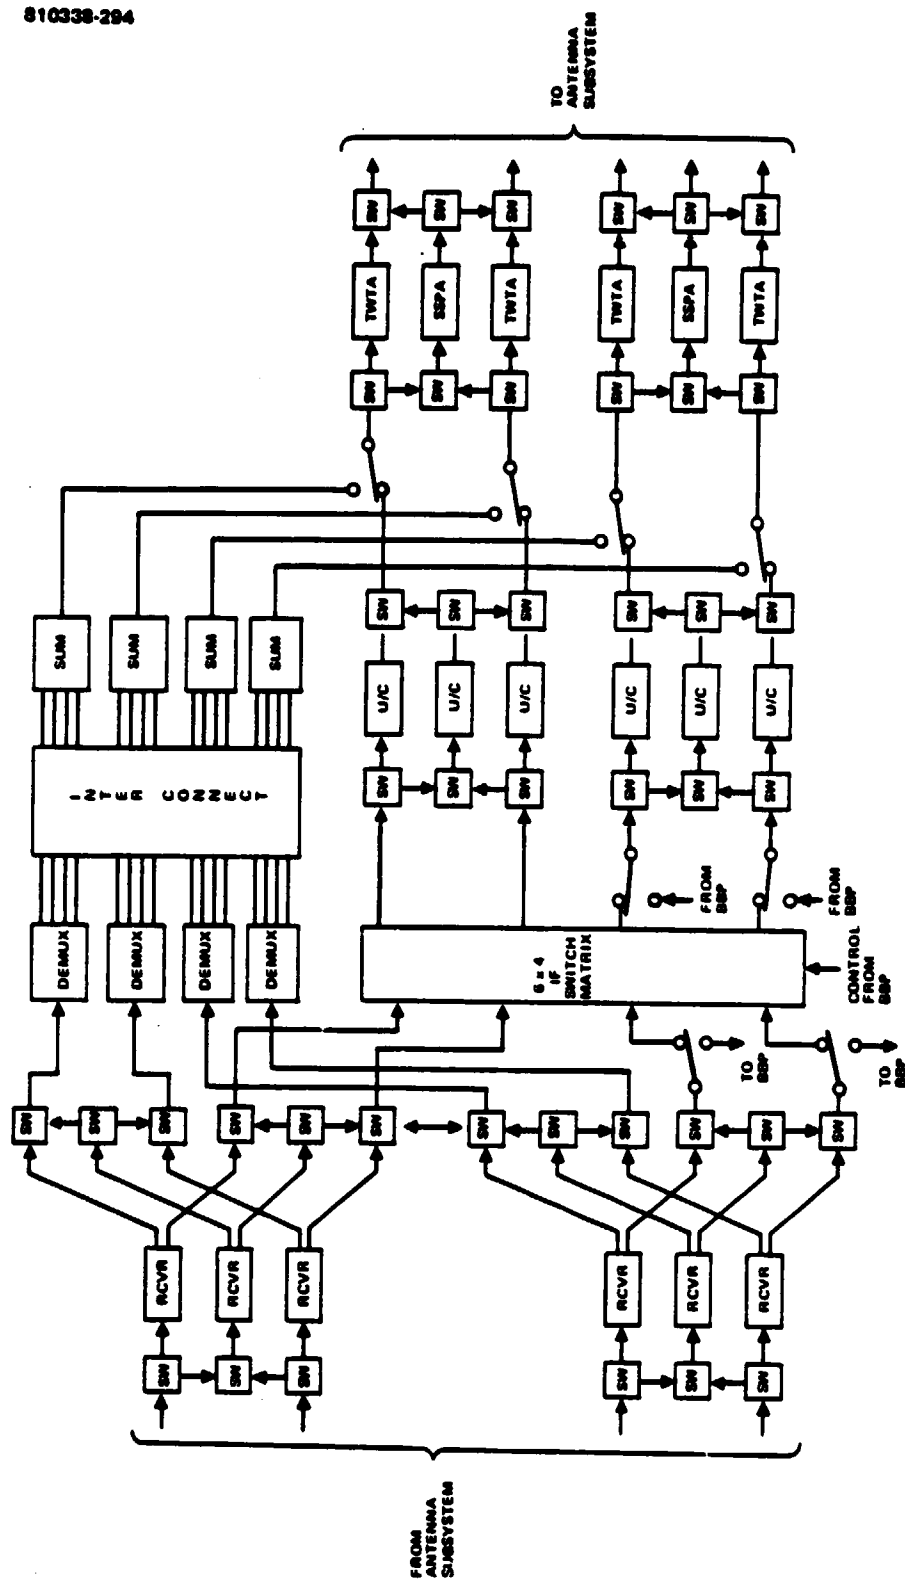 810338-294
FROM
ANTENNA
SUBSYSTEM
SW
SW
SW
SW
SW
SW
RCVR
RCVR
RCVR
RCVR
RCVR
RCVR
SW
SW
SW
SW
SW
SW
SW
SW
SW
SW
SW
SW
TO
BBP
TO
BBP
DEMUX
DEMUX
DEMUX
DEMUX
6 x 4
IF
SWITCH
MATRIX
CONTROL
FROM
BBP
FROM
BBP
FROM
BBP
INTER CONNECT
SUM
SUM
SUM
SUM
SW
SW
SW
SW
SW
SW
U/C
U/C
U/C
U/C
U/C
U/C
SW
SW
SW
SW
SW
SW
SW
SW
SW
SW
SW
SW
TWTA
SSPA
TWTA
TWTA
SSPA
TWTA
SW
SW
SW
SW
SW
SW
TO
ANTENNA
SUBSYSTEM